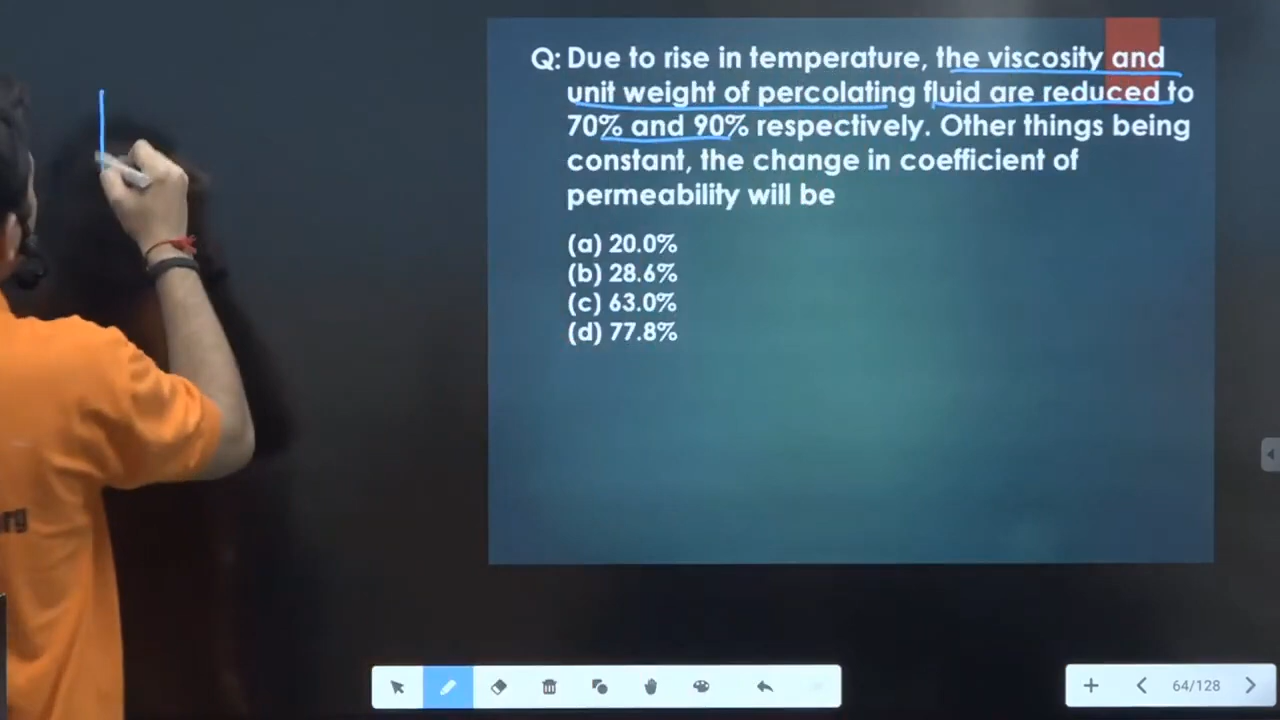 Q: Due to rise in temperature, the viscosity and
unit weight of percolating fluid are reduced to
70% and 90% respectively. Other things being
constant, the change in coefficient of
permeability will be
(a) 20.0%
(b) 28.6%
(c) 63.0%
(d) 77.8%
64/128